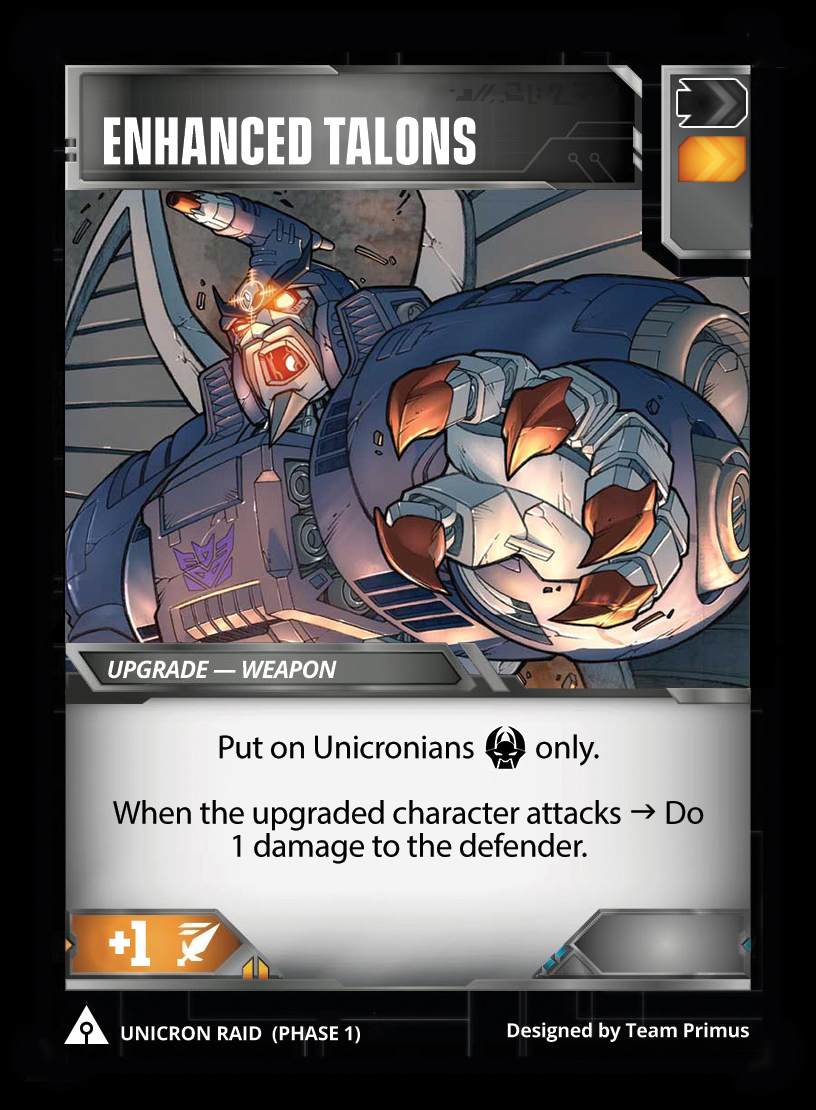 ENHANCED TALONS
UPGRADE — WEAPON
Put on Unicronians only.
When the upgraded character attacks → Do
1 damage to the defender.
+1
UNICRON RAID (PHASE 1)
Designed by Team Primus